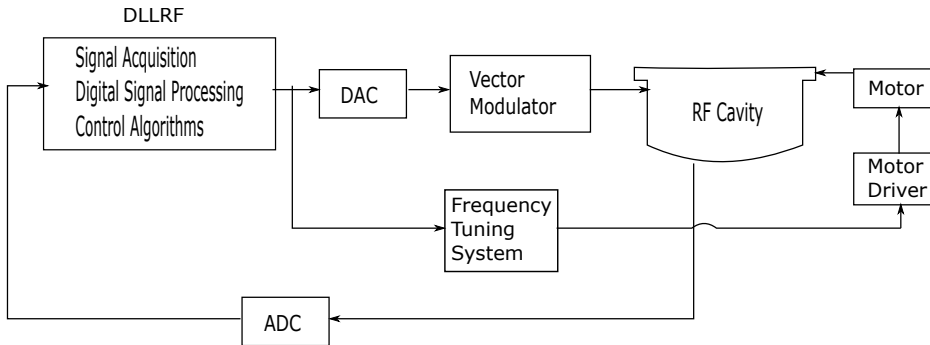 DLLRF
Signal Acquisition
Digital Signal Processing
Control Algorithms
DAC
Vector
Modulator
RF Cavity
Motor
Motor
Driver
Frequency
Tuning
System
ADC